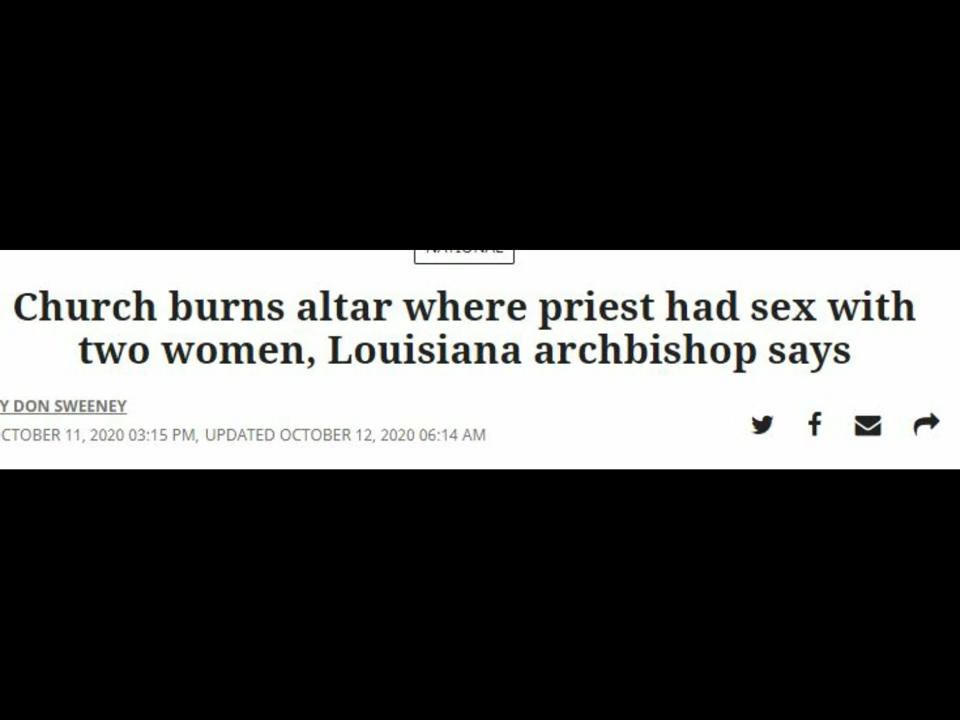 Church burns altar where priest had sex with
two women, Louisiana archbishop says
Y DON SWEENEY
CTOBER 11, 2020 03:15 PM, UPDATED OCTOBER 12, 2020 06:14 AM